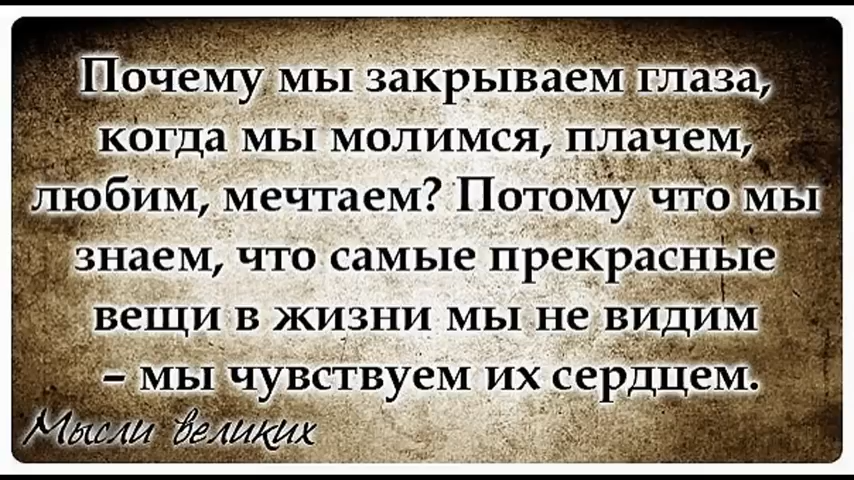 Почему мы закрываем глаза,
когда мы молимся, плачем,
любим, мечтаем? Потому что мы
знаем, что самые прекрасные
вещи в жизни мы не видим
– мы чувствуем их сердцем.
Мысли великих